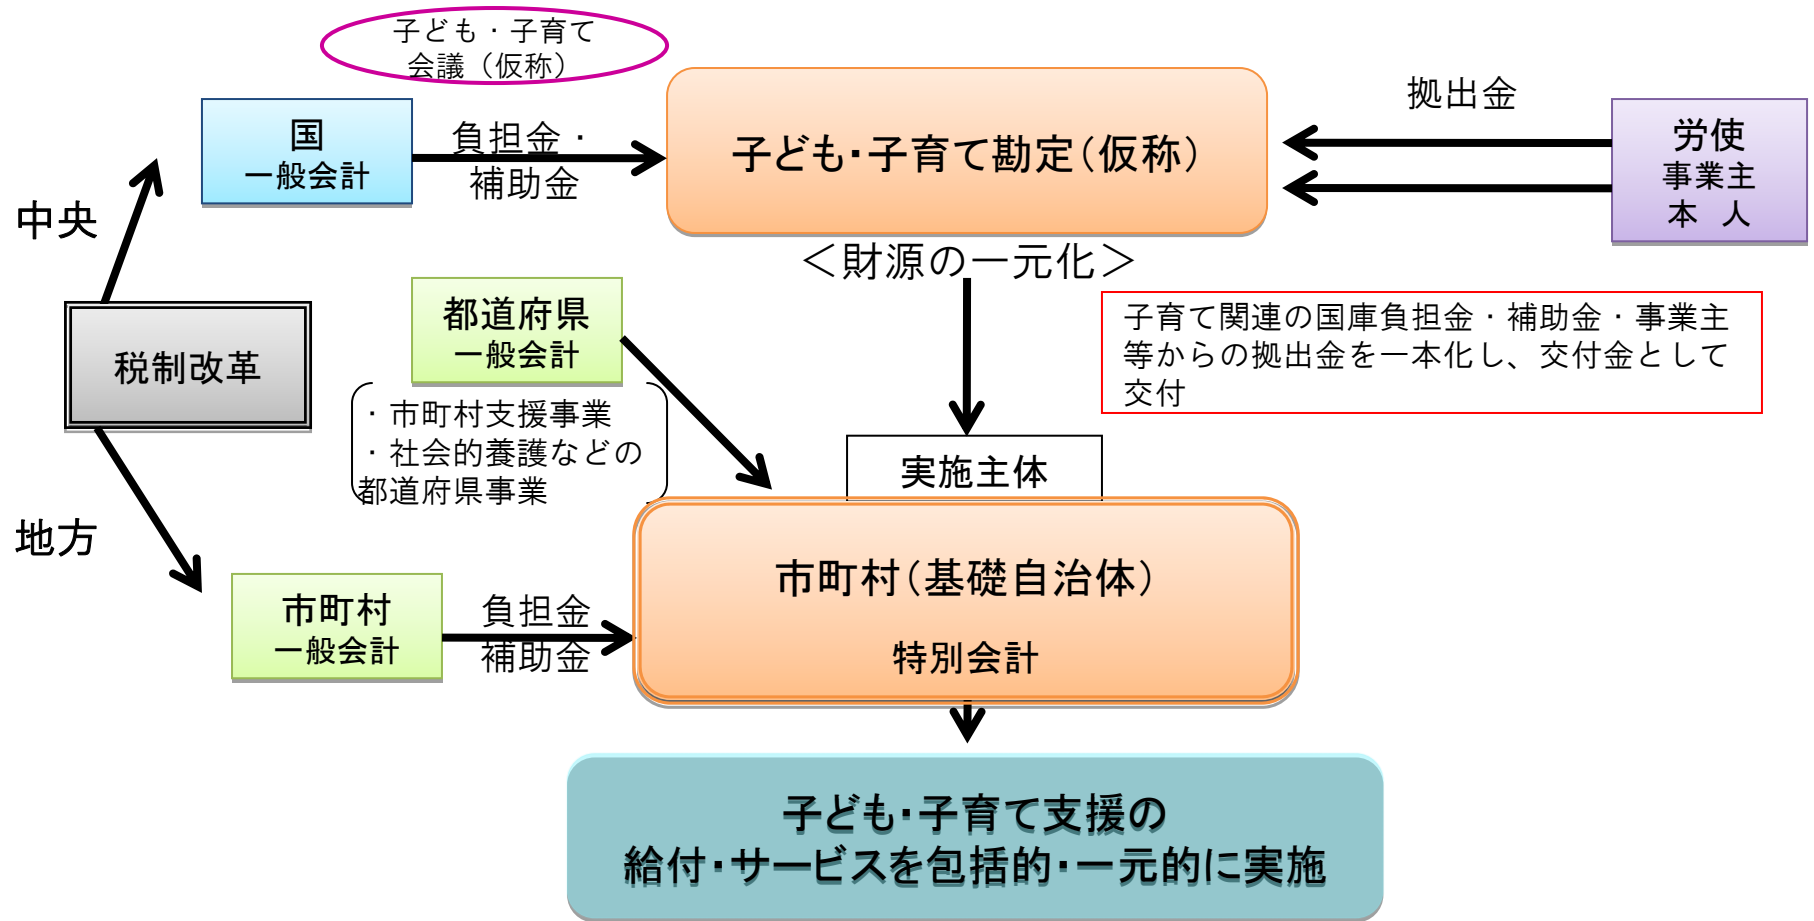 子ども・子育て
会議（仮称）
国
一般会計
負担金・
補助金
子ども・子育て勘定（仮称）
拠出金
労使
事業主
本　人
中央
＜財源の一元化＞
税制改革
都道府県
一般会計
・市町村支援事業
・社会的養護などの
都道府県事業
子育て関連の国庫負担金・補助金・事業主
等からの拠出金を一本化し、交付金として
交付
実施主体
地方
市町村
一般会計
負担金
補助金
市町村（基礎自治体）
特別会計
子ども・子育て支援の
給付・サービスを包括的・一元的に実施